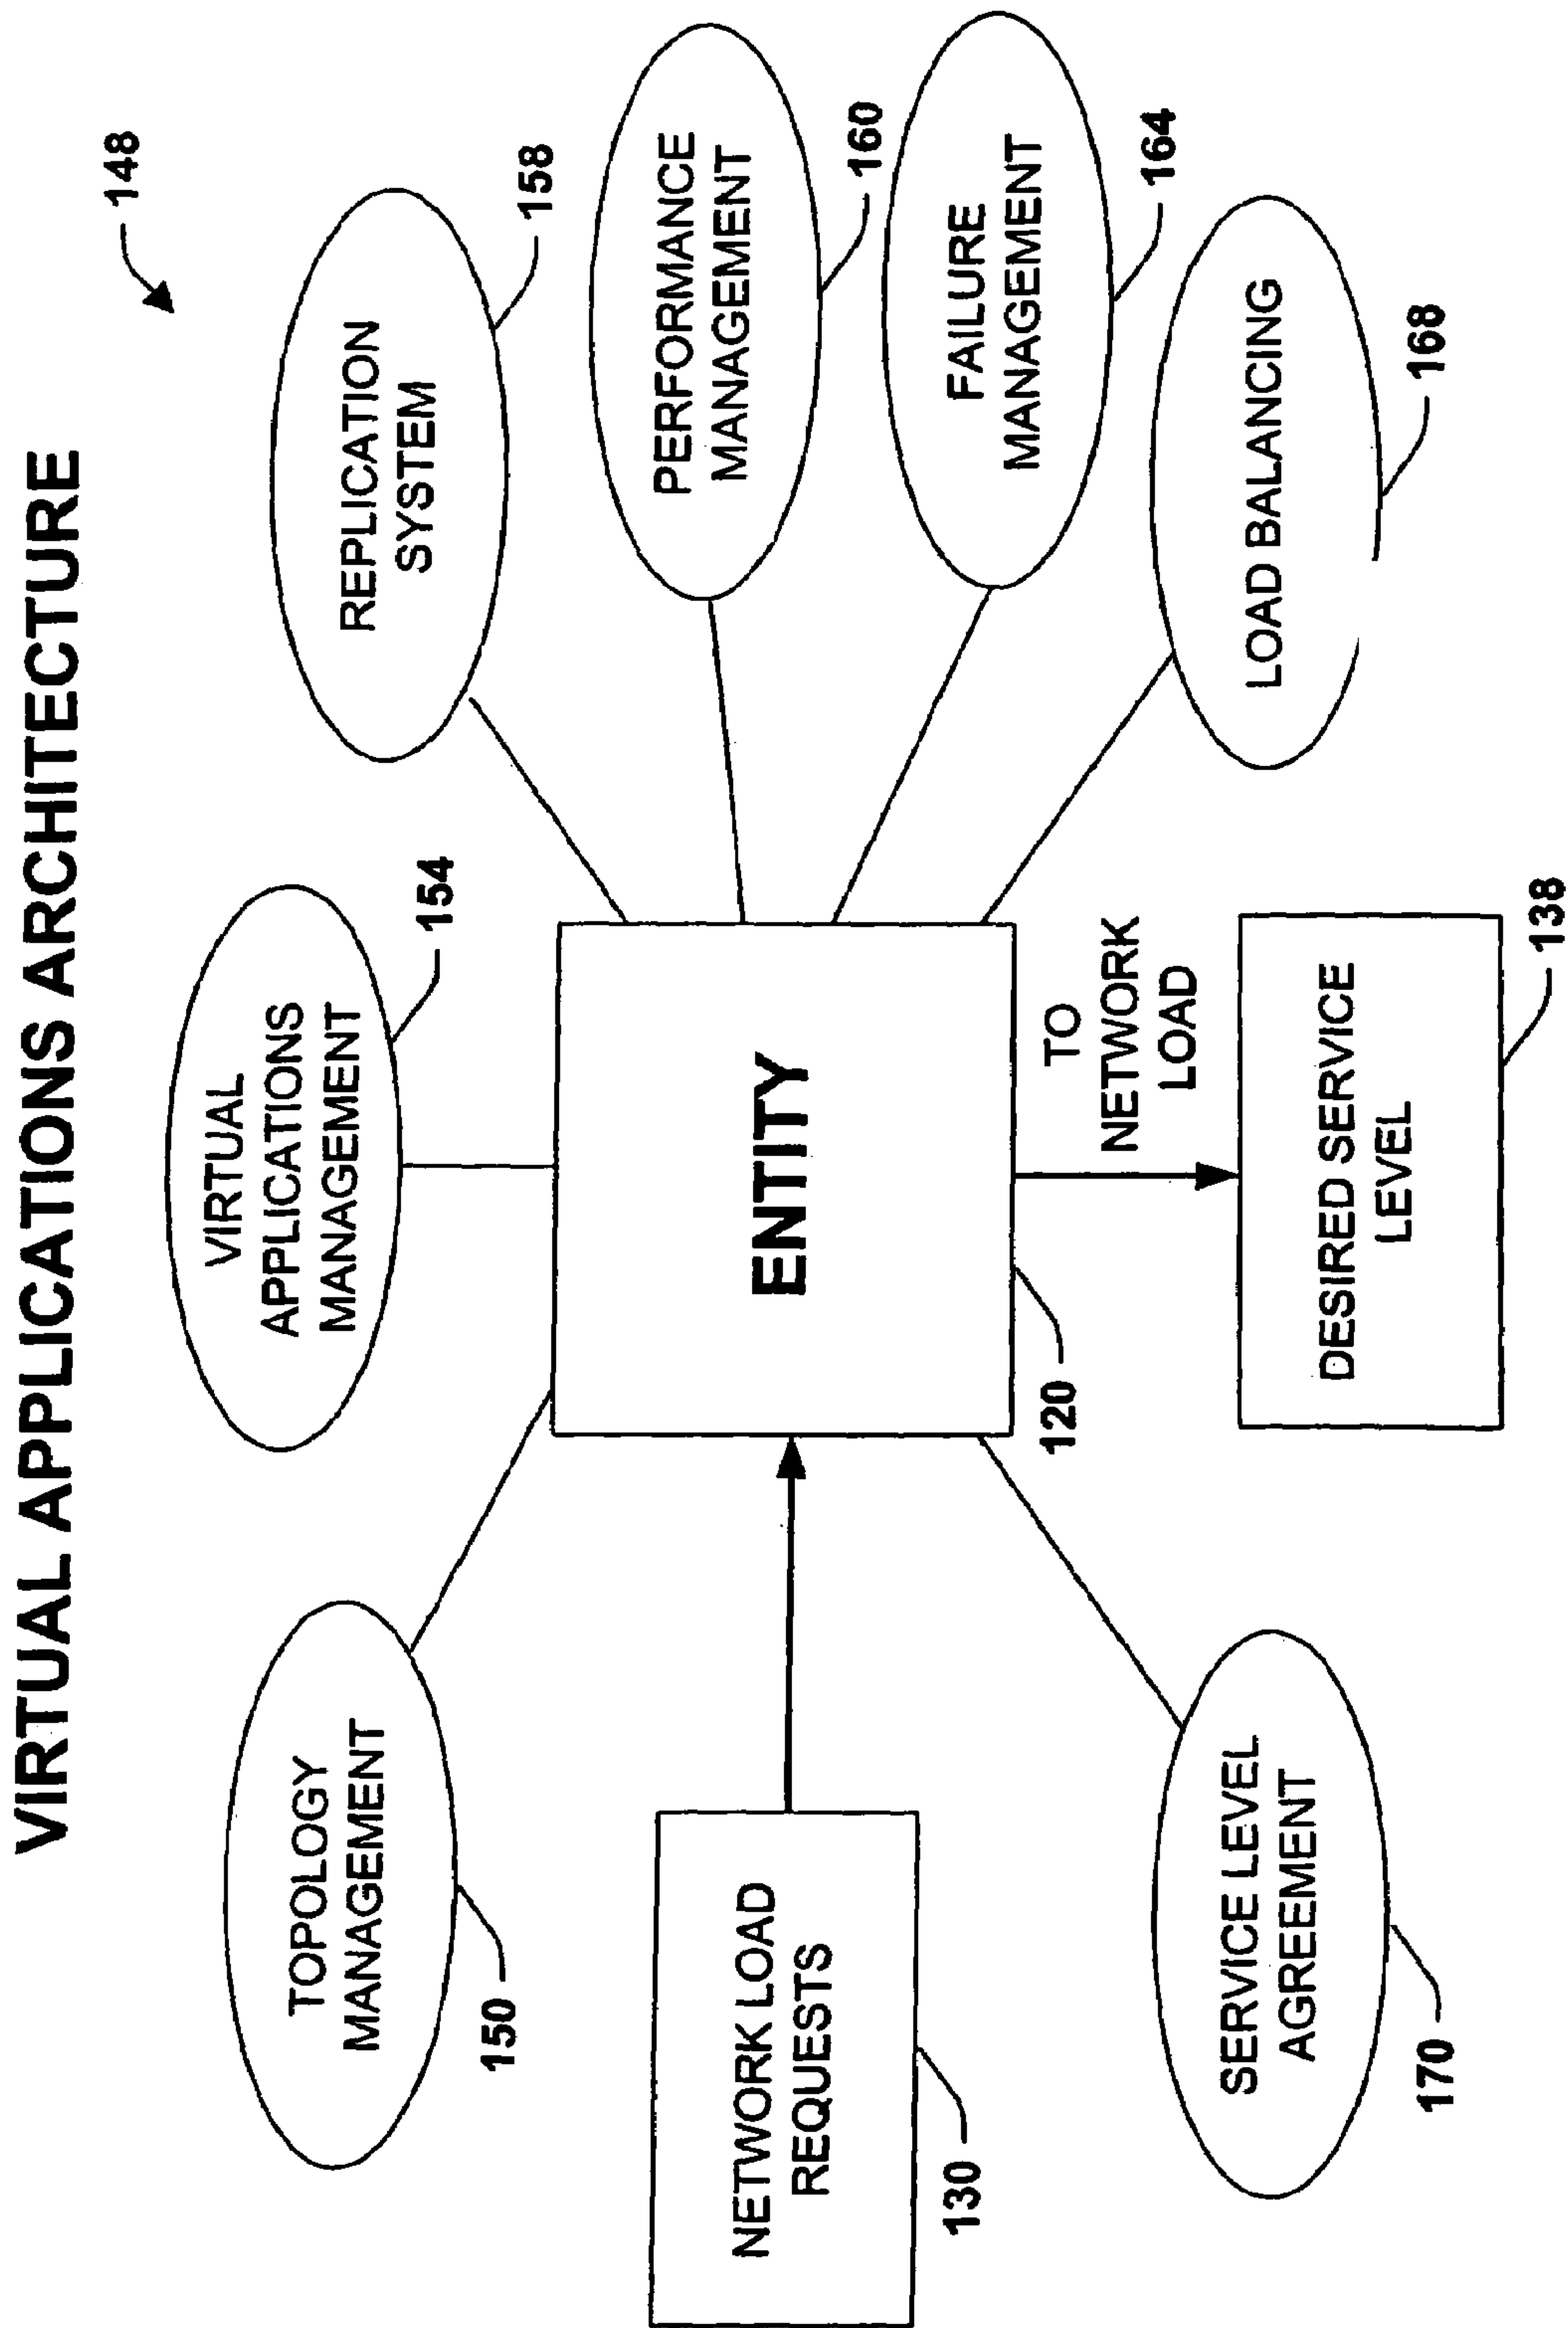 VIRTUAL APPLICATIONS ARCHITECTURE
148
TOPOLOGY
MANAGEMENT
150
VIRTUAL
APPLICATIONS
MANAGEMENT
154
REPLICATION
SYSTEM
158
NETWORK LOAD
REQUESTS
130
ENTITY
120
PERFORMANCE
MANAGEMENT
160
FAILURE
MANAGEMENT
164
TO
NETWORK
LOAD
SERVICE LEVEL
AGREEMENT
170
DESIRED SERVICE
LEVEL
138
LOAD BALANCING
168